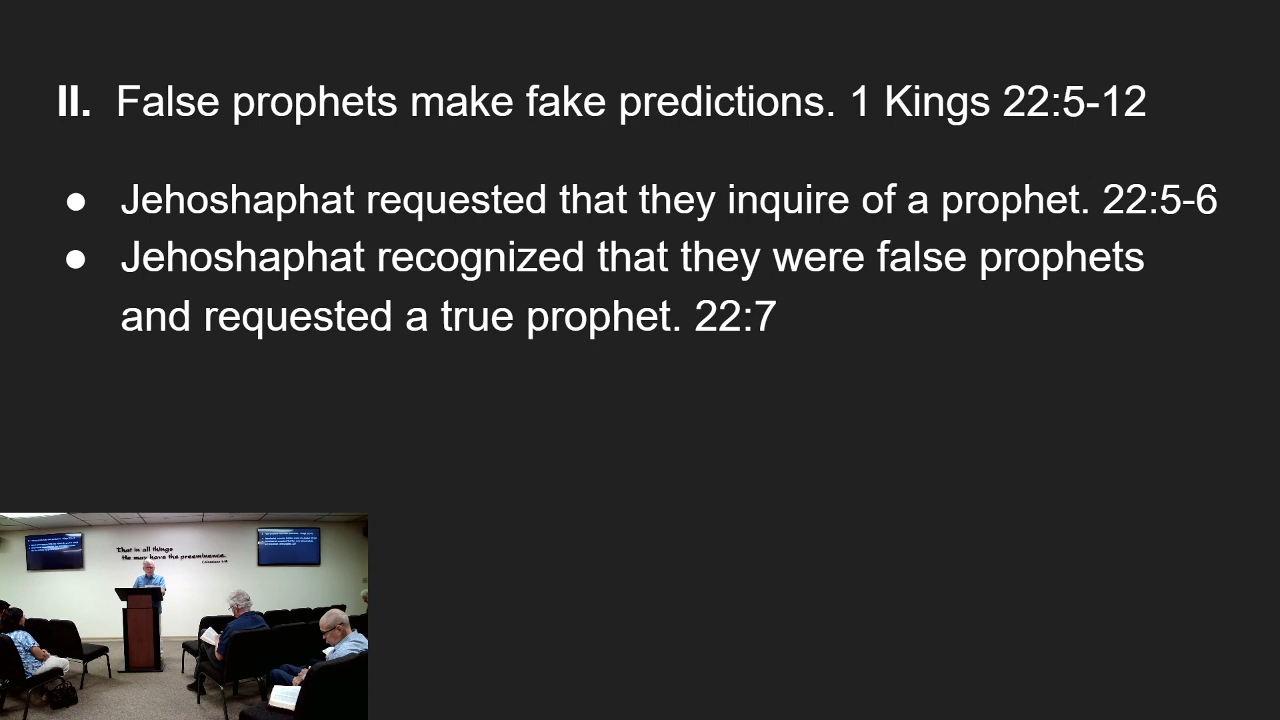 II. False prophets make fake predictions. 1 Kings 22:5-12
● Jehoshaphat requested that they inquire of a prophet. 22:5-6
● Jehoshaphat recognized that they were false prophets
and requested a true prophet. 22:7
That in all things
He may have the preeminence.